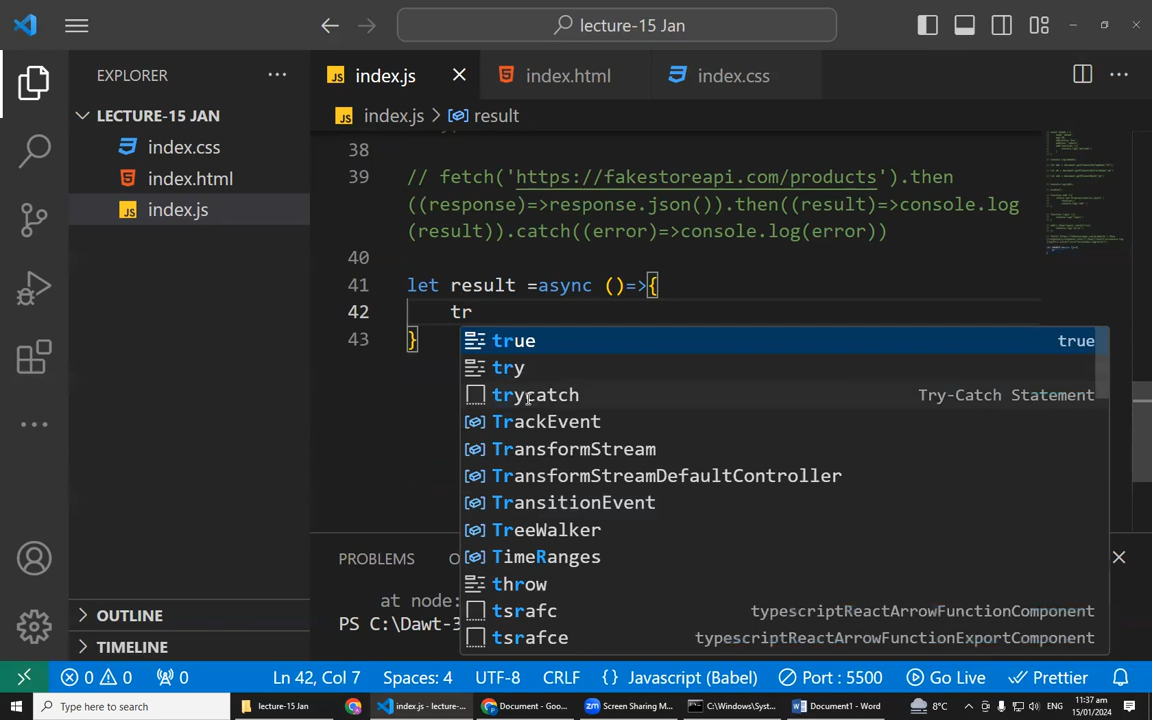 lecture-15 Jan
EXPLORER
LECTURE-15 JAN
index.css
index.html
index.js
OUTLINE
TIMELINE
JS index.js
index.html
index.css
JS index.js > result
38
39 // fetch('https://fakestoreapi.com/products').then
((response)=>response.json()).then((result)=>console.log
(result)).catch((error)=>console.log(error))
40
41 let result =async ()=>{
42 tr
43 }
true true
try
trycatch Try-Catch Statement
TrackEvent
TransformStream
TransformStreamDefaultController
TransitionEvent
TreeWalker
TimeRanges
throw
tsrafc typescriptReactArrowFunctionComponent
tsrafce typescriptReactArrowFunctionExportComponent
PROBLEMS O
at node:
PS C:\Dawt-3
0 0 0 Ln 42, Col 7 Spaces: 4 UTF-8 CRLF {} Javascript (Babel) Port : 5500 Go Live Prettier
Type here to search lecture-15 Jan index.js - lecture-... Document - Goo... Screen Sharing M... C:\Windows\Syst... Document1 - Word 8°C ENG 11:37 am 15/01/2024